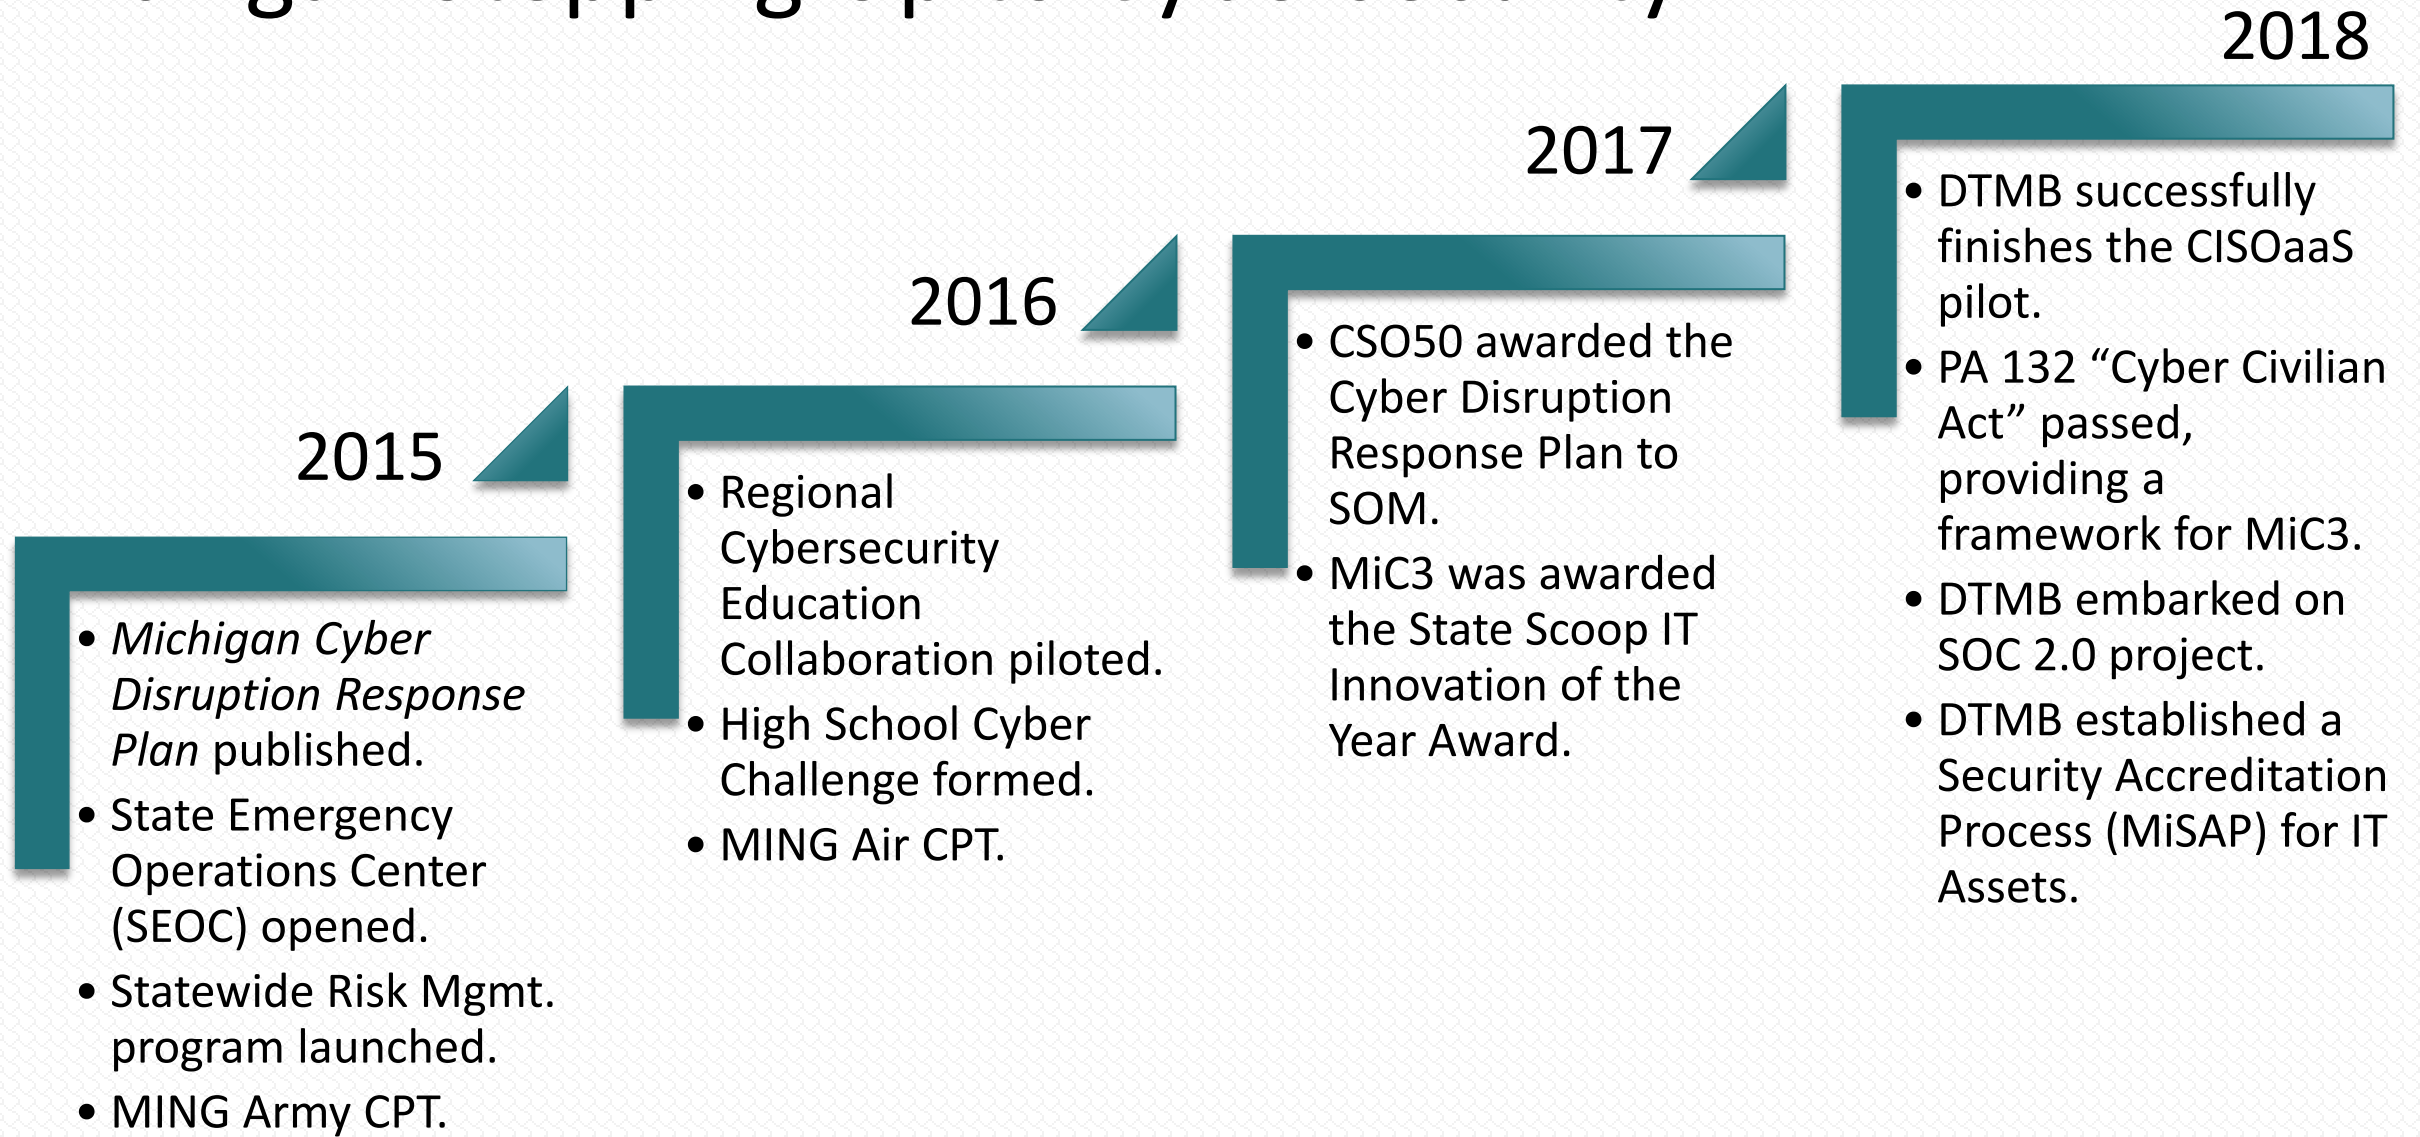 2015
• Michigan Cyber
Disruption Response
Plan published.
• State Emergency
Operations Center
(SEOC) opened.
• Statewide Risk Mgmt.
program launched.
• MING Army CPT.
2016
• Regional
Cybersecurity
Education
Collaboration piloted.
• High School Cyber
Challenge formed.
• MING Air CPT.
2017
• CSO50 awarded the
Cyber Disruption
Response Plan to
SOM.
• MiC3 was awarded
the State Scoop IT
Innovation of the
Year Award.
2018
• DTMB successfully
finishes the CISOaaS
pilot.
• PA 132 “Cyber Civilian
Act” passed,
providing a
framework for MiC3.
• DTMB embarked on
SOC 2.0 project.
• DTMB established a
Security Accreditation
Process (MiSAP) for IT
Assets.